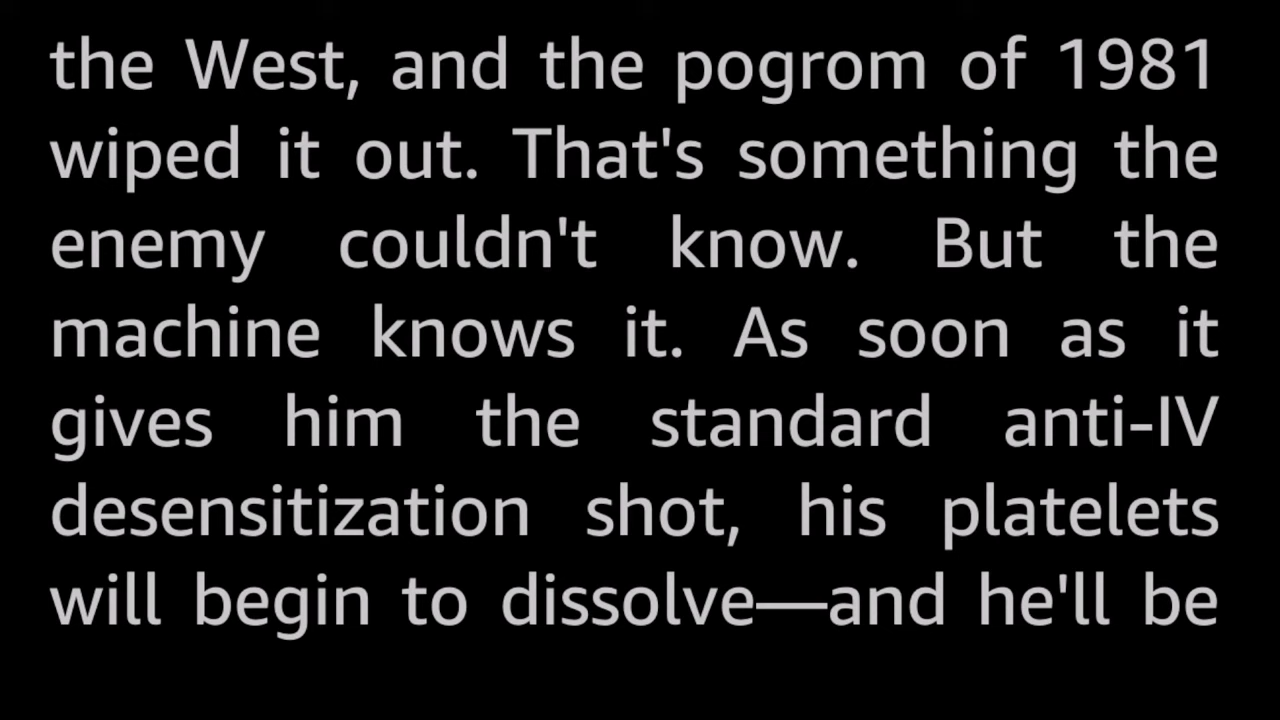 the West, and the pogrom of 1981
wiped it out. That's something the
enemy couldn't know. But the
machine knows it. As soon as it
gives him the standard anti-IV
desensitization shot, his platelets
will begin to dissolve—and he'll be